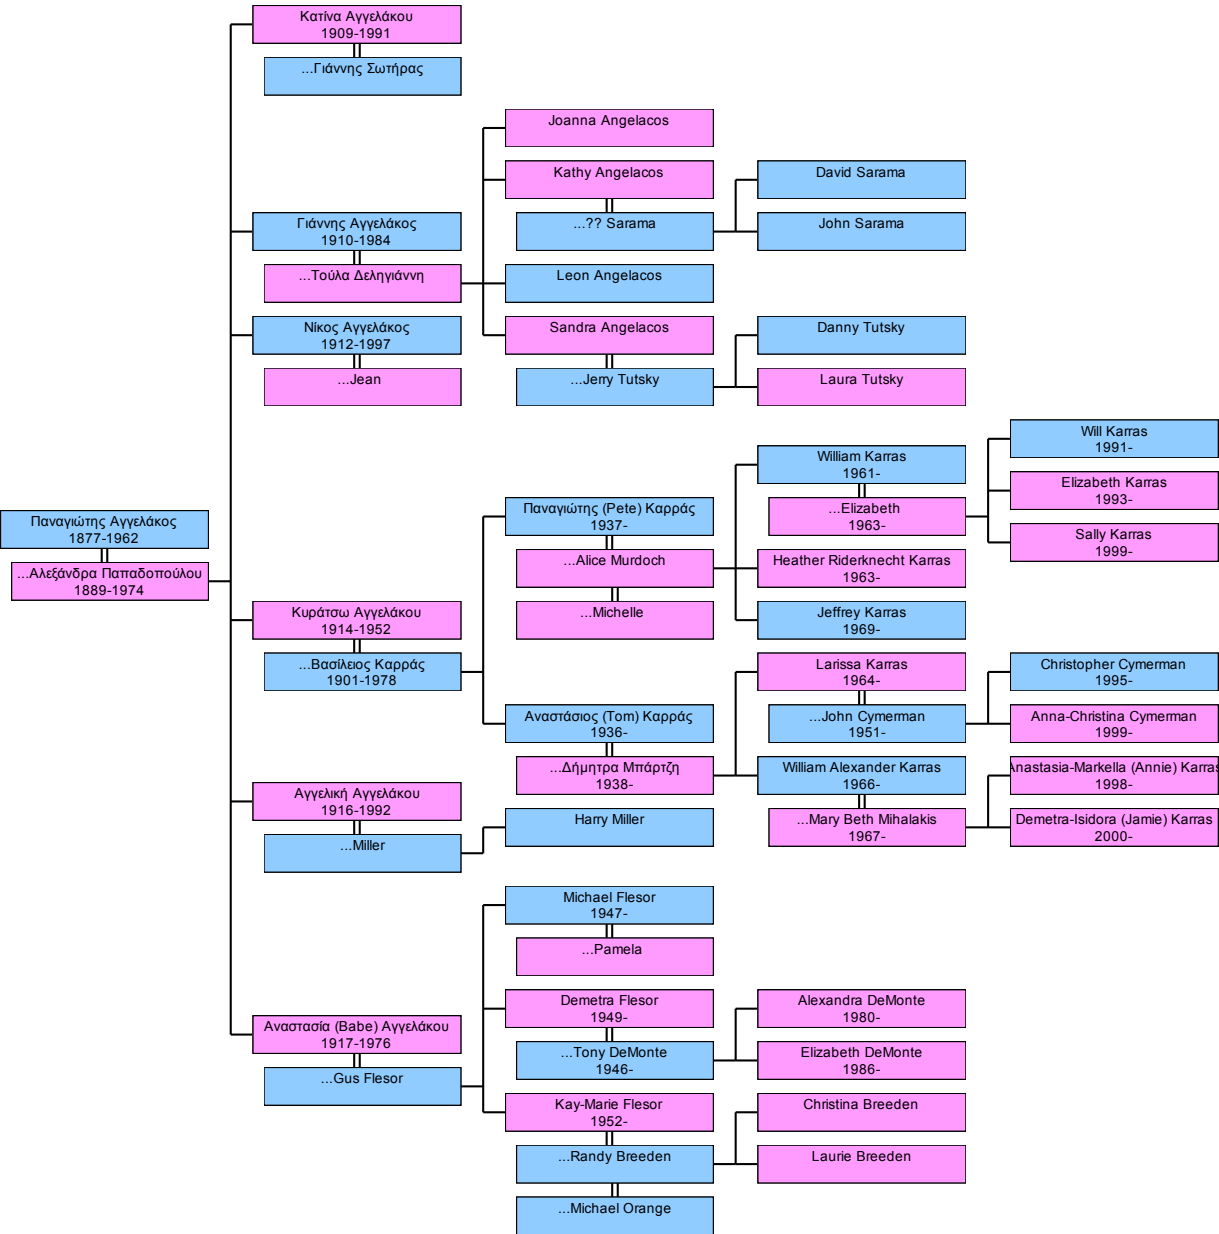 Κατίνα Αγγελάκου
1909-1991
...Γιάννης Σωτήρας
Joanna Angelacos
Kathy Angelacos
David Sarama
...?? Sarama
John Sarama
Γιάννης Αγγελάκος
1910-1984
...Τούλα Δεληγιάννη
Leon Angelacos
Νίκος Αγγελάκος
1912-1997
Sandra Angelacos
Danny Tutsky
...Jean
...Jerry Tutsky
Laura Tutsky
Will Karras
1991-
William Karras
1961-
Elizabeth Karras
1993-
Παναγιώτης Αγγελάκος
1877-1962
Παναγιώτης (Pete) Καρράς
1937-
...Elizabeth
1963-
Sally Karras
1999-
...Αλεξάνδρα Παπαδοπούλου
1889-1974
...Alice Murdoch
Heather Riderknecht Karras
1963-
Κυράτσω Αγγελάκου
1914-1952
...Michelle
Jeffrey Karras
1969-
...Βασίλειος Καρράς
1901-1978
Larissa Karras
1964-
Christopher Cymerman
1995-
Αναστάσιος (Tom) Καρράς
1936-
...John Cymerman
1951-
Anna-Christina Cymerman
1999-
...Δήμητρα Μπάρτζη
1938-
William Alexander Karras
1966-
Anastasia-Markella (Annie) Karras
1998-
Αγγελική Αγγελάκου
1916-1992
Harry Miller
...Mary Beth Mihalakis
1967-
Demetra-Isidora (Jamie) Karras
2000-
...Miller
Michael Flesor
1947-
...Pamela
Demetra Flesor
1949-
Alexandra DeMonte
1980-
Αναστασία (Babe) Αγγελάκου
1917-1976
...Tony DeMonte
1946-
Elizabeth DeMonte
1986-
...Gus Flesor
Kay-Marie Flesor
1952-
Christina Breeden
...Randy Breeden
Laurie Breeden
...Michael Orange